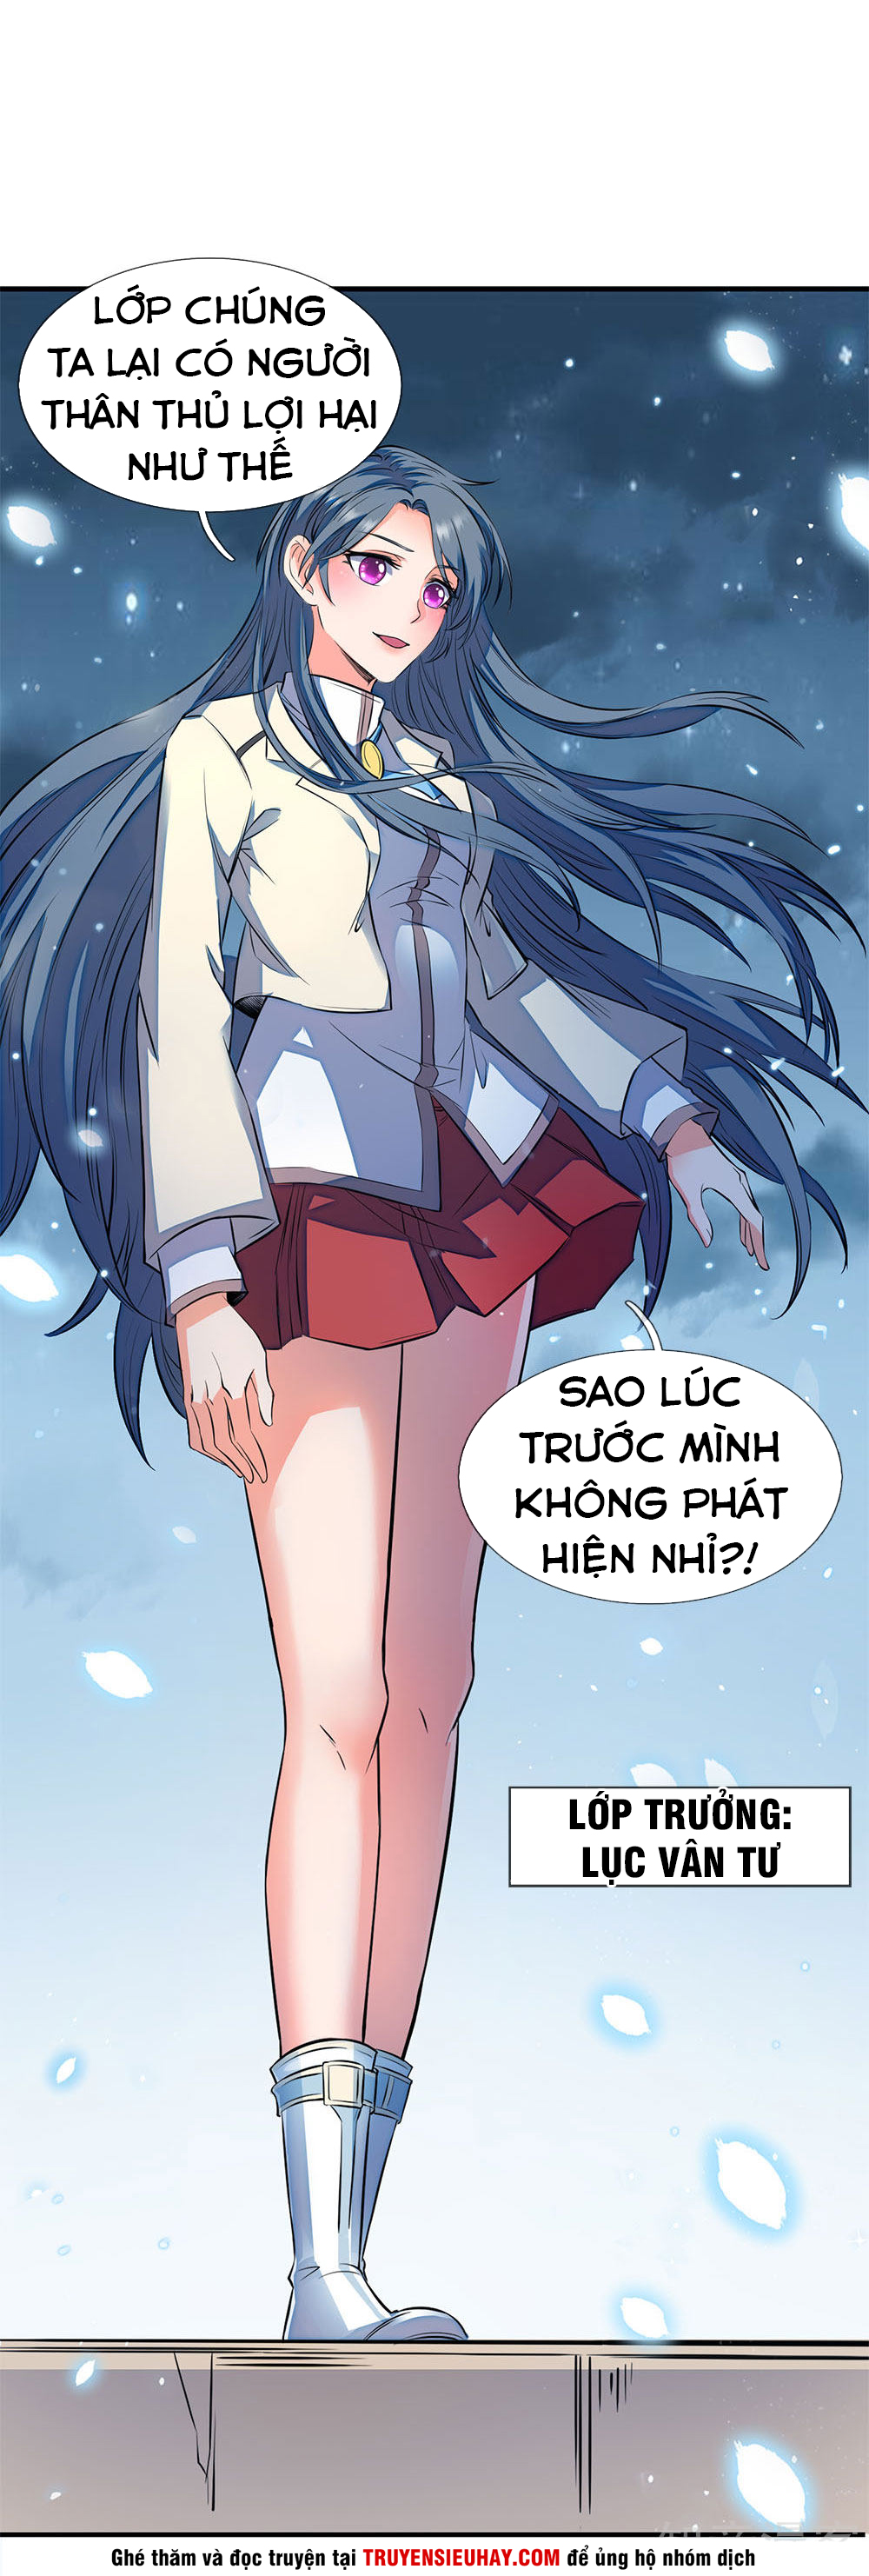 LỚP CHÚNG
TA LẠI CÓ NGƯỜI
THÂN THỦ LỢI HẠI
NHƯ THẾ
SAO LÚC
TRƯỚC MÌNH
KHÔNG PHÁT
HIỆN NHỈ?!
LỚP TRƯỞNG:
LỤC VÂN TƯ
Ghé thăm và đọc truyện tại TRUYENSIEUHAY.COM để ủng hộ nhóm dịch